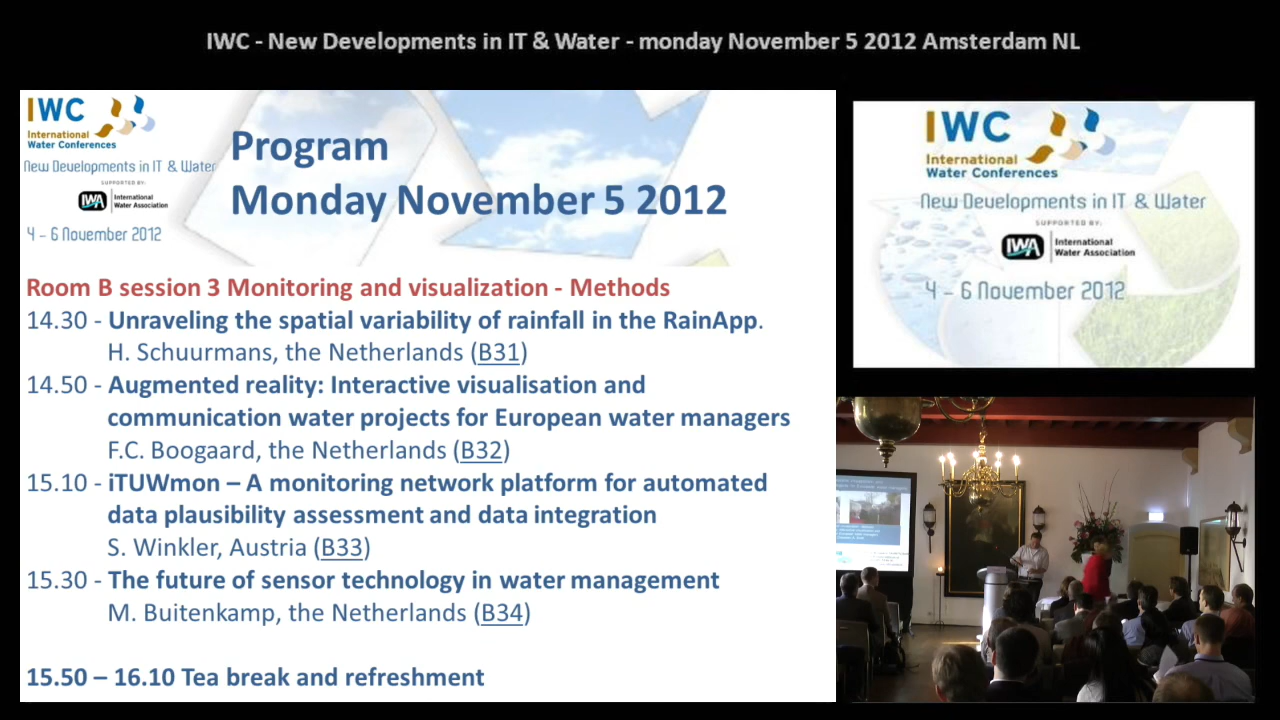 IWC - New Developments in IT & Water - monday November 5 2012 Amsterdam NL
IWC
International
Water Conferences
New Developments in IT & Water
SUPPORTED BY:
IWA International
Water Association
4 – 6 November 2012
Program
Monday November 5 2012
Room B session 3 Monitoring and visualization - Methods
14.30 - Unraveling the spatial variability of rainfall in the RainApp.
H. Schuurmans, the Netherlands (B31)
14.50 - Augmented reality: Interactive visualisation and
communication water projects for European water managers
F.C. Boogaard, the Netherlands (B32)
15.10 - iTUWmon – A monitoring network platform for automated
data plausibility assessment and data integration
S. Winkler, Austria (B33)
15.30 - The future of sensor technology in water management
M. Buitenkamp, the Netherlands (B34)
15.50 – 16.10 Tea break and refreshment
IWC
International
Water Conferences
New Developments in IT & Water
SUPPORTED BY:
IWA International
Water Association
4 – 6 November 2012